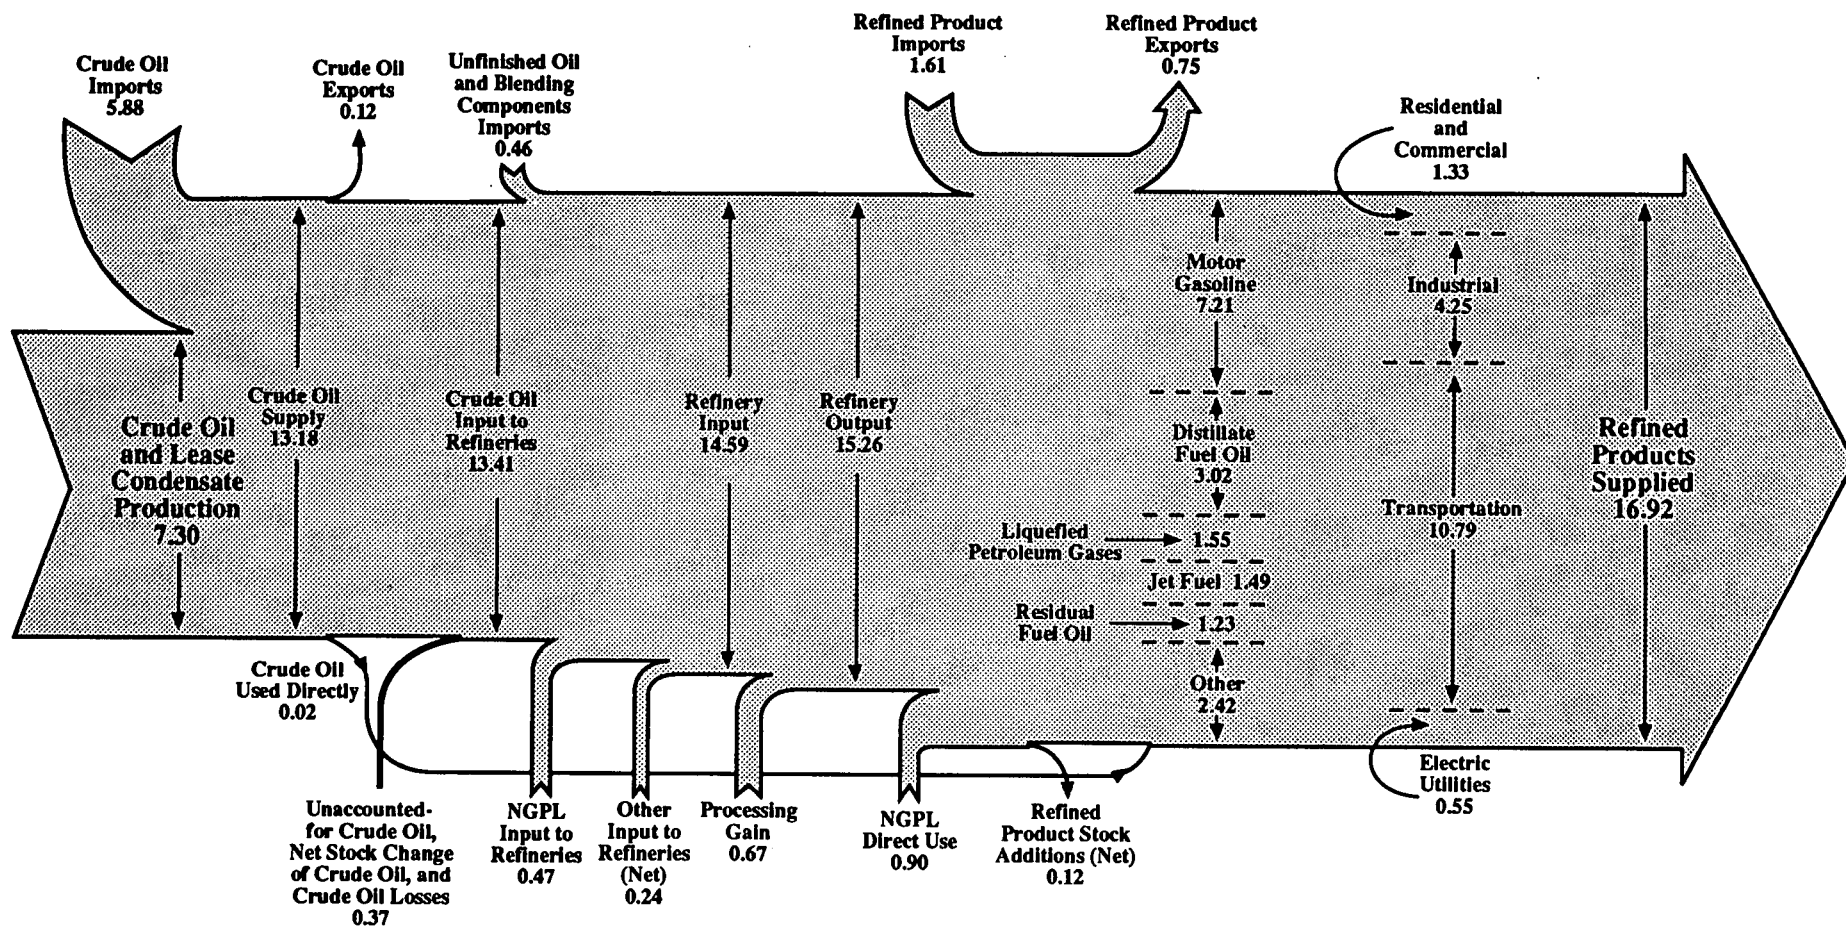 Crude Oil
Imports
5.88
Crude Oil
Exports
0.12
Unfinished Oil
and Blending
Components
Imports
0.46
Refined Product
Imports
1.61
Refined Product
Exports
0.75
Residential
and
Commercial
1.33
Crude Oil
and Lease
Condensate
Production
7.30
Crude Oil
Supply
13.18
Crude Oil
Input to
Refineries
13.41
Refinery
Input
14.59
Refinery
Output
15.26
Motor
Gasoline
7.21
Distillate
Fuel Oil
3.02
Liquefied
Petroleum Gases
1.55
Jet Fuel 1.49
Residual
Fuel Oil
1.23
Other
2.42
Industrial
4.25
Transportation
10.79
Refined
Products
Supplied
16.92
Crude Oil
Used Directly
0.02
Electric
Utilities
0.55
Unaccounted-
for Crude Oil,
Net Stock Change
of Crude Oil, and
Crude Oil Losses
0.37
NGPL
Input to
Refineries
0.47
Other
Input to
Refineries
(Net)
0.24
Processing
Gain
0.67
NGPL
Direct Use
0.90
Refined
Product Stock
Additions (Net)
0.12